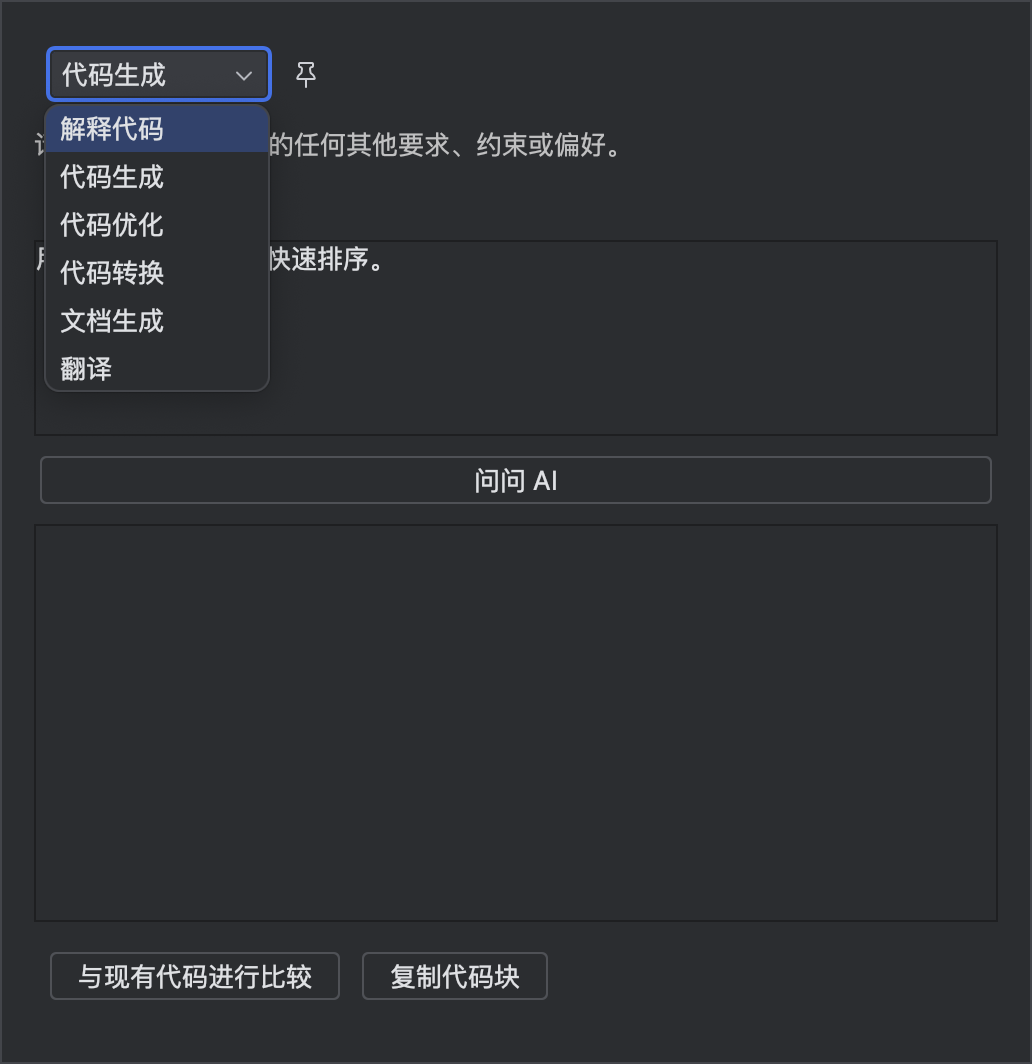 代码生成
解释代码
代码生成
代码优化
代码转换
文档生成
翻译
的任何其他要求、约束或偏好。
快速排序。
问问 AI
与现有代码进行比较
复制代码块